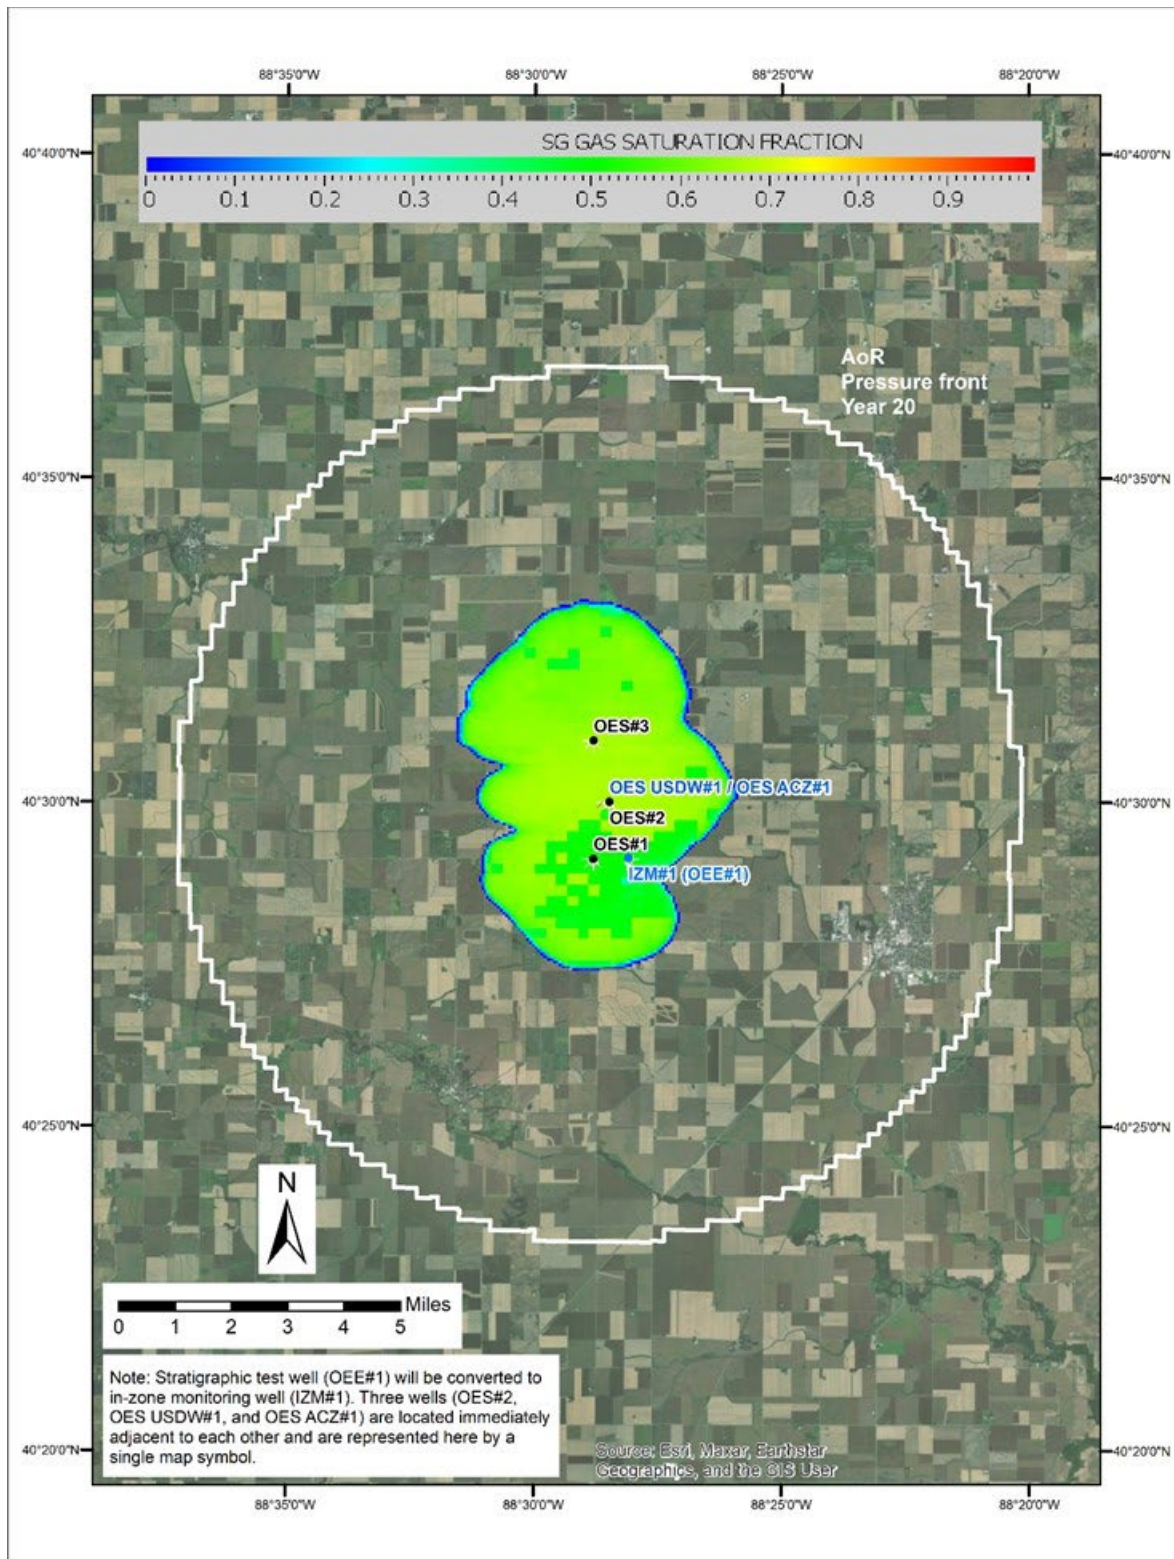 88°35'0"W 88°30'0"W 88°25'0"W 88°20'0"W
SG GAS SATURATION FRACTION
40°40'0"N 40°40'0"N
0 0.1 0.2 0.3 0.4 0.5 0.6 0.7 0.8 0.9
AoR
Pressure front
Year 20
40°35'0"N 40°35'0"N
OES#3
OES USDW#1 / OES ACZ#1
40°30'0"N 40°30'0"N
OES#2
OES#1
IZM#1 (OEE#1)
40°25'0"N 40°25'0"N
N
Miles
0 1 2 3 4 5
Note: Stratigraphic test well (OEE#1) will be converted to
in-zone monitoring well (IZM#1). Three wells (OES#2,
OES USDW#1, and OES ACZ#1) are located immediately
adjacent to each other and are represented here by a
single map symbol.
Source: Esri, Maxar, Earthstar
Geographics, and the GIS User
40°20'0"N 40°20'0"N
88°35'0"W 88°30'0"W 88°25'0"W 88°20'0"W